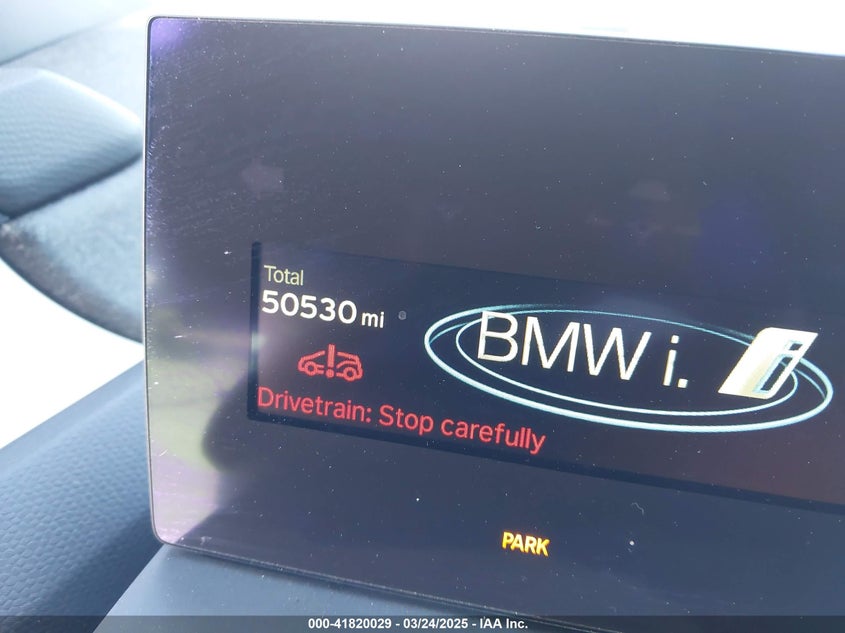 Total
50530 mi
BMW i.
Drivetrain: Stop carefully
PARK
000-41820029 - 03/24/2025 - IAA Inc.